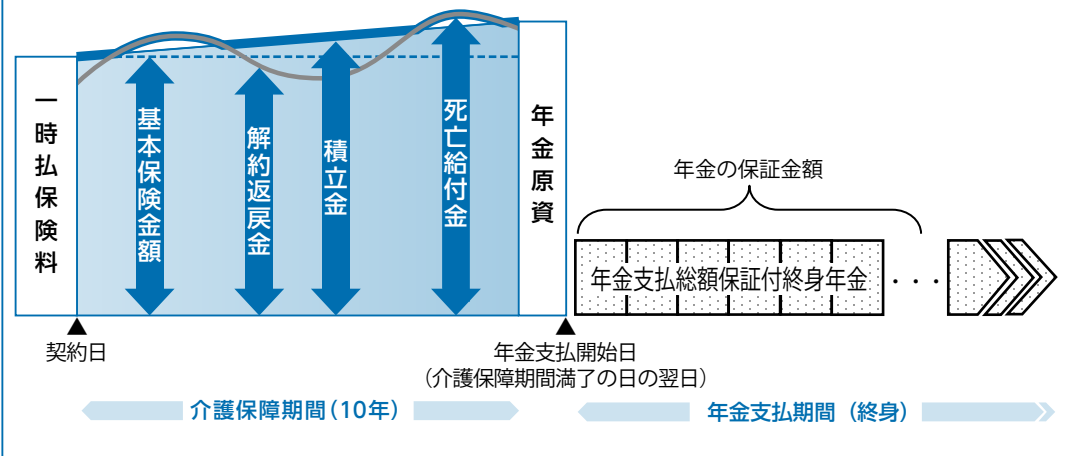 一時払保険料
基本保険金額
解約返戻金
積立金
死亡給付金
年金原資
年金の保証金額
年金支払総額保証付終身年金
・・・
契約日
年金支払開始日
（介護保障期間満了の日の翌日）
介護保障期間（10年）
年金支払期間（終身）